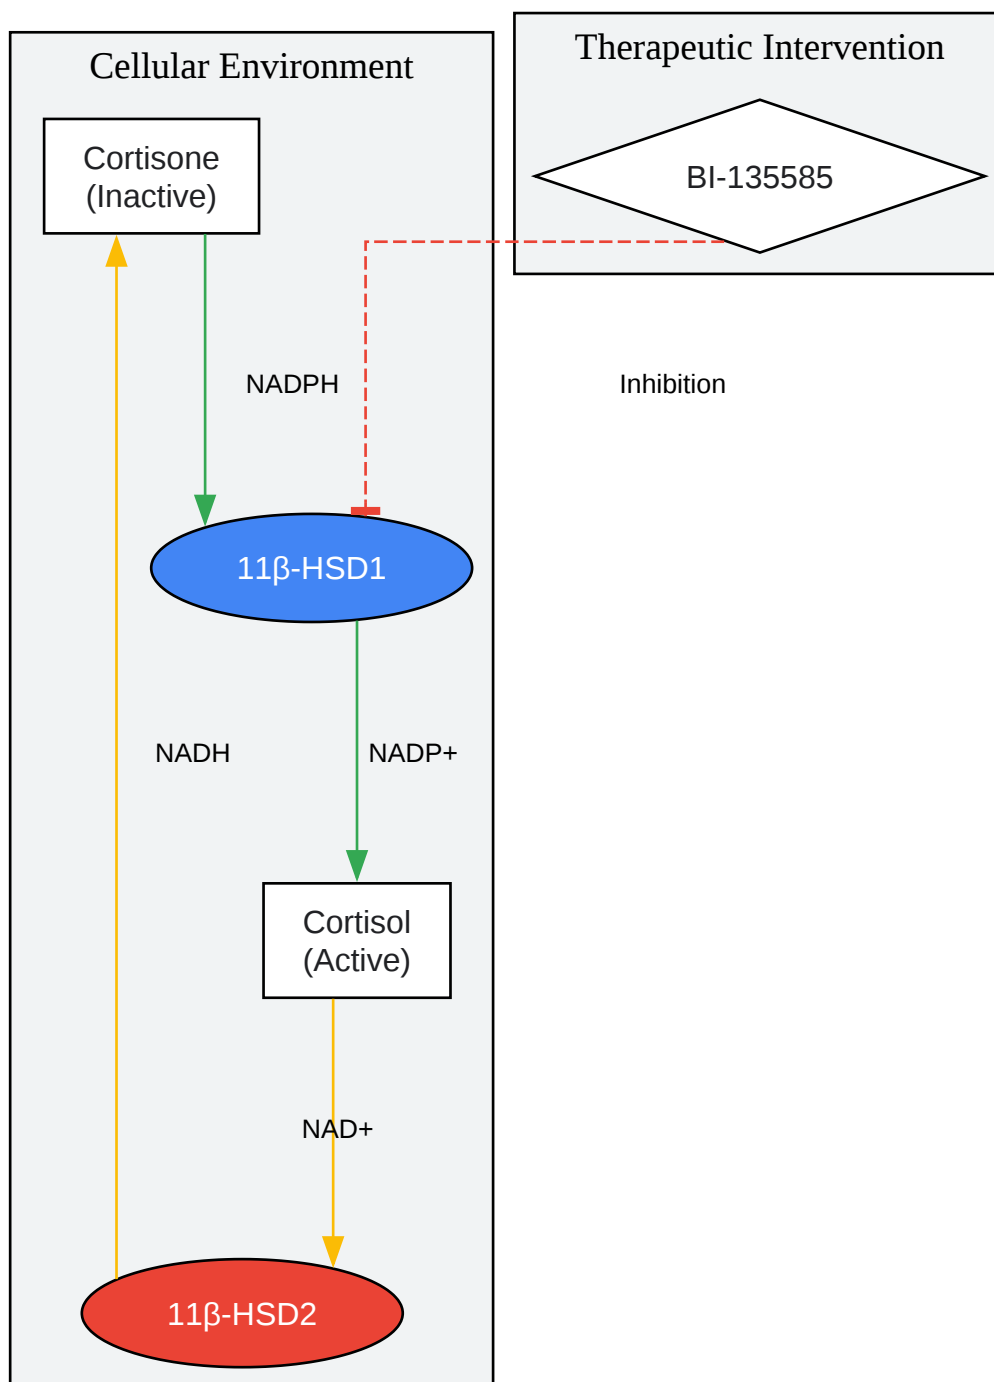 Cellular Environment
Therapeutic Intervention
Cortisone
(Inactive)
BI-135585
NADPH
Inhibition
11β-HSD1
NADH
NADP+
Cortisol
(Active)
NAD+
11β-HSD2